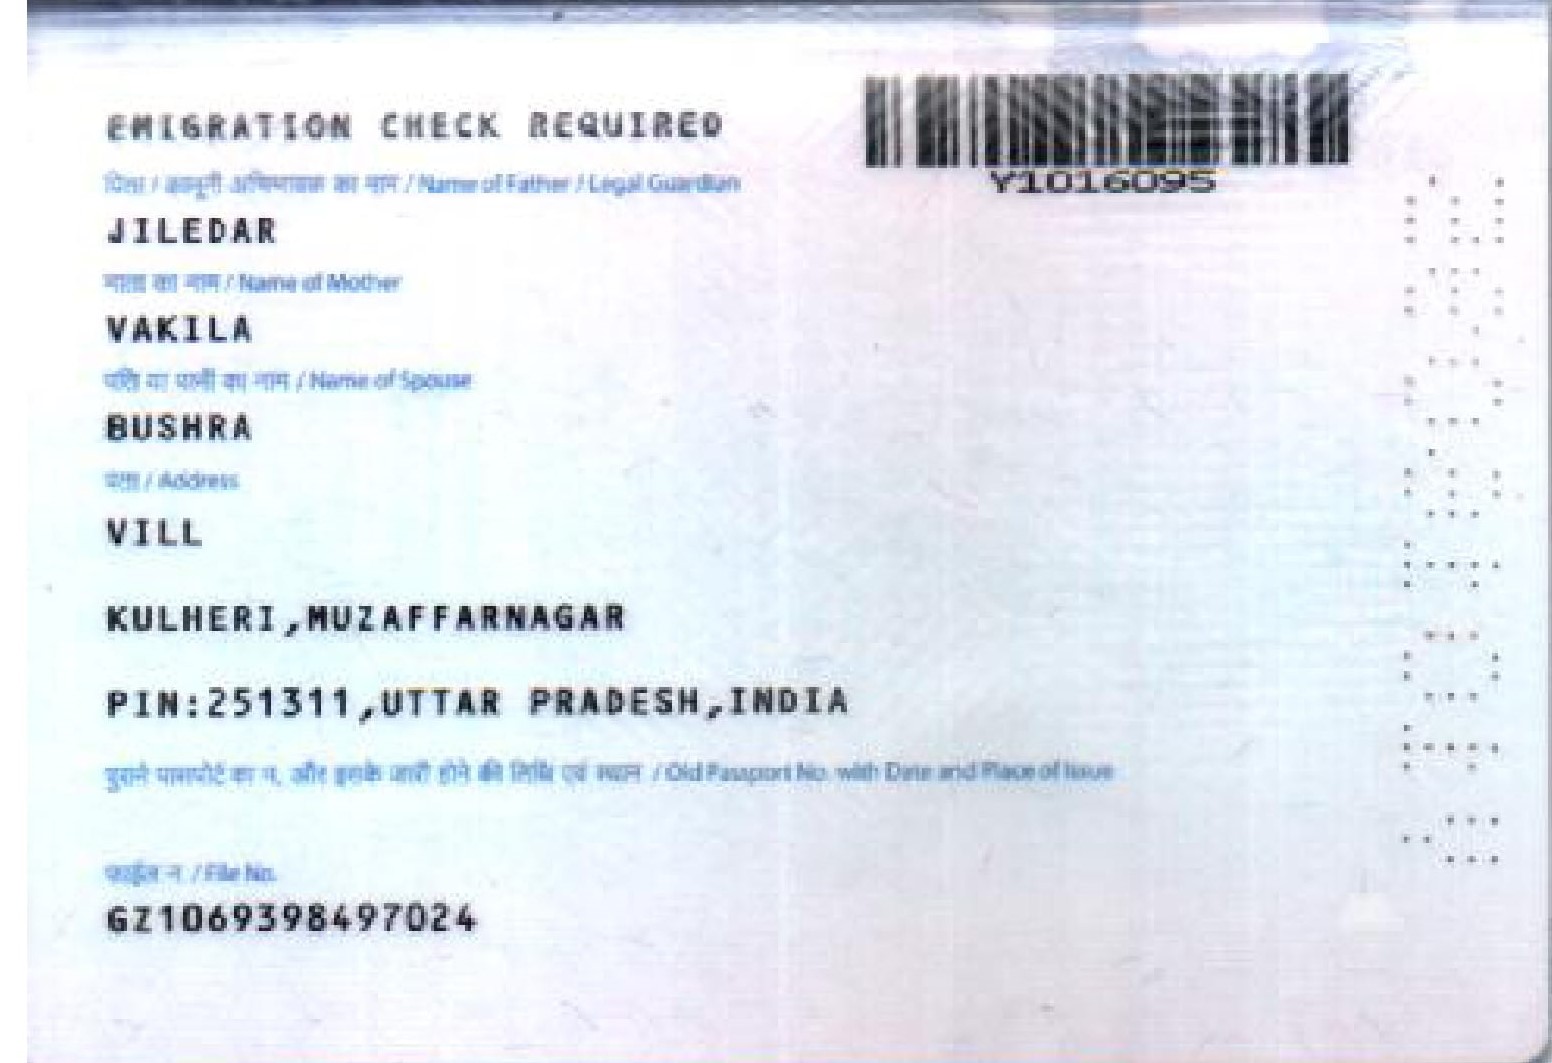 EMIGRATION CHECK REQUIRED
Y1016095
पिता / कानूनी अभिभावक का नाम / Name of Father / Legal Guardian
JILEDAR
माता का नाम / Name of Mother
VAKILA
पति या पत्नी का नाम / Name of Spouse
BUSHRA
पता / Address
VILL
KULHERI,MUZAFFARNAGAR
PIN:251311,UTTAR PRADESH,INDIA
पुराने पासपोर्ट का न. और इसके जारी होने की तिथि एवं स्थान / Old Passport No. with Date and Place of Issue
फाईल न. / File No.
GZ1069398497024
Y1016095